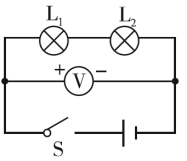 L₁ L₂
+ V −
S